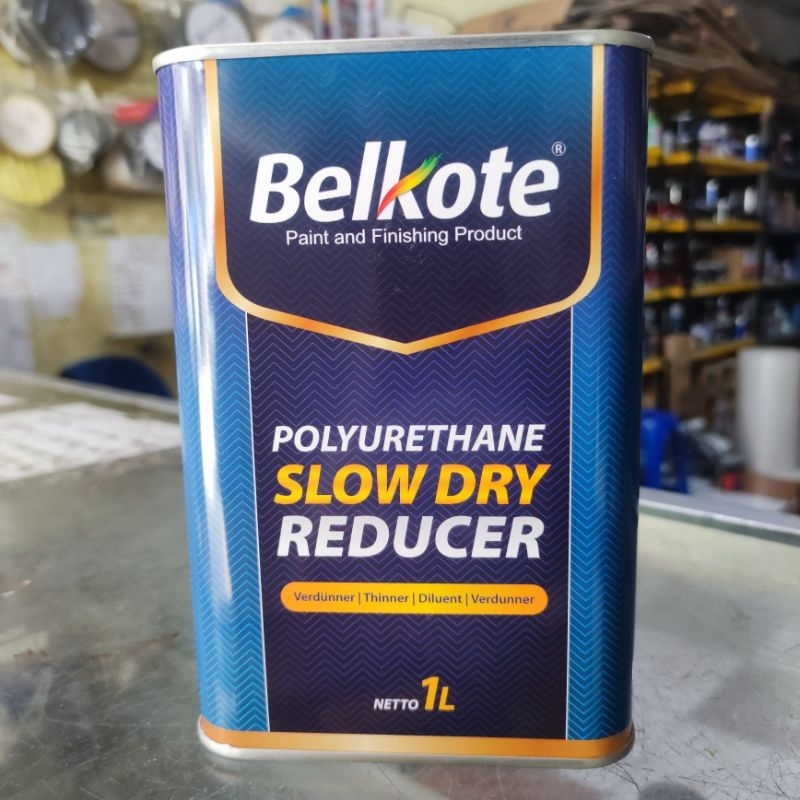 Belkote®
Paint and Finishing Product
POLYURETHANE
SLOW DRY
REDUCER
Verdünner | Thinner | Diluent | Verdunner
NETTO 1L